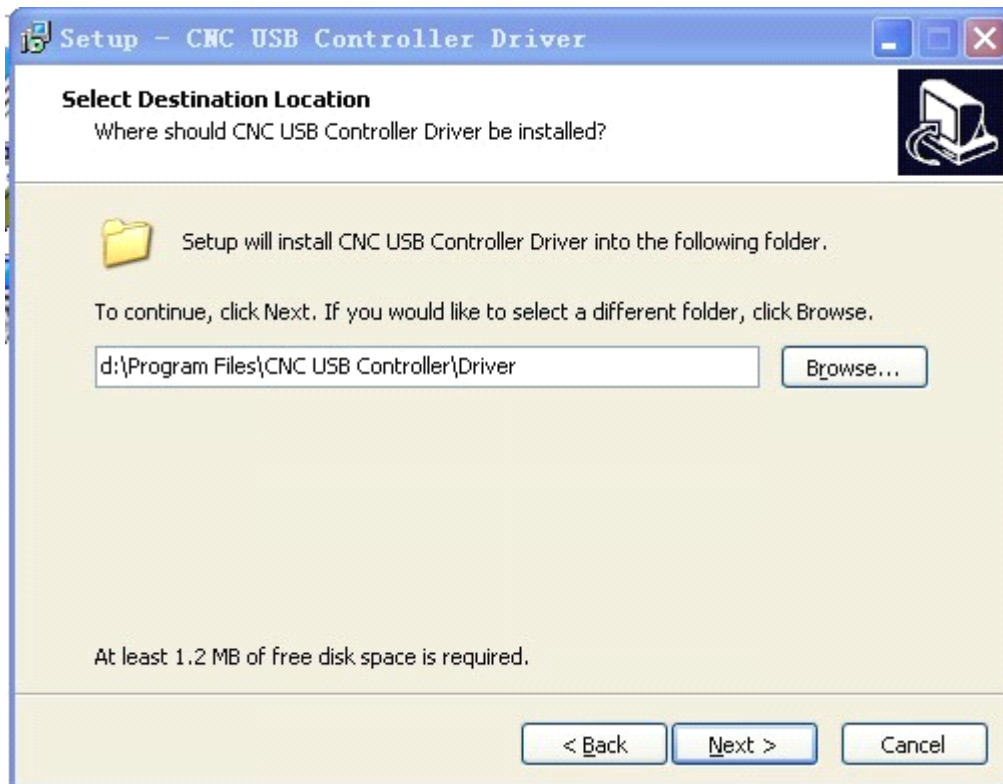 Setup - CNC USB Controller Driver
Select Destination Location
Where should CNC USB Controller Driver be installed?
Setup will install CNC USB Controller Driver into the following folder.
To continue, click Next. If you would like to select a different folder, click Browse.
d:\Program Files\CNC USB Controller\Driver
Browse...
At least 1.2 MB of free disk space is required.
< Back
Next >
Cancel